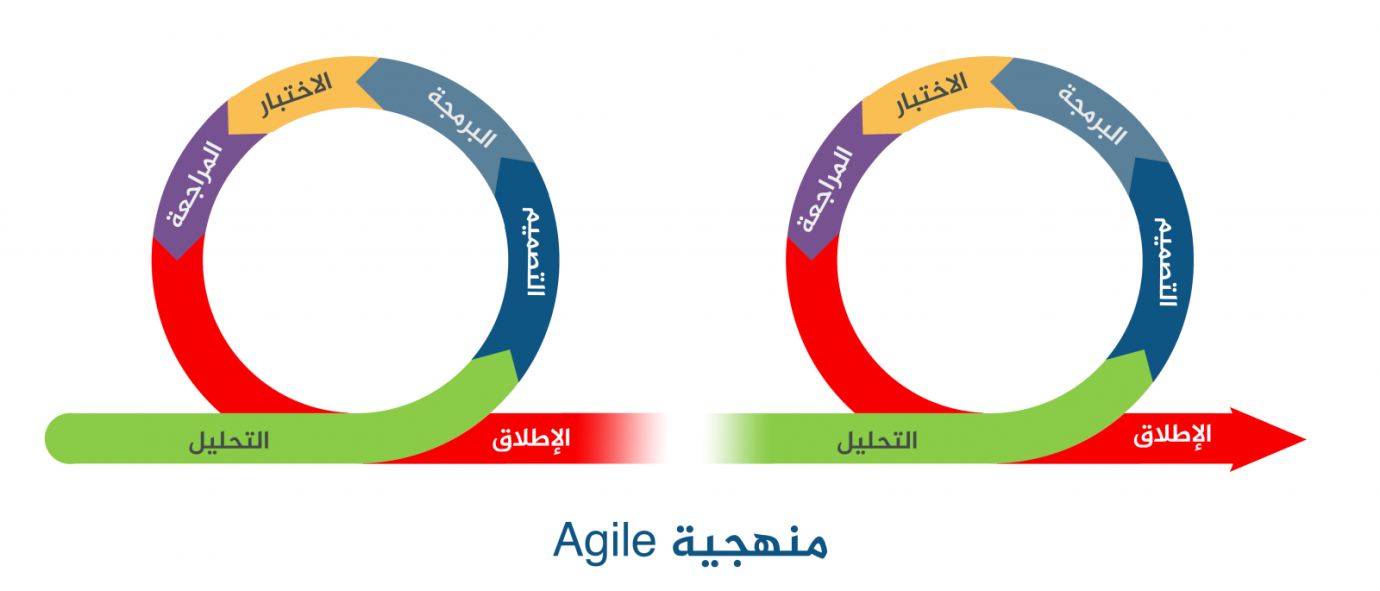 التحليل
التصميم
البرمجة
الاختبار
المراجعة
الإطلاق
التحليل
التصميم
البرمجة
الاختبار
المراجعة
الإطلاق
منهجية Agile